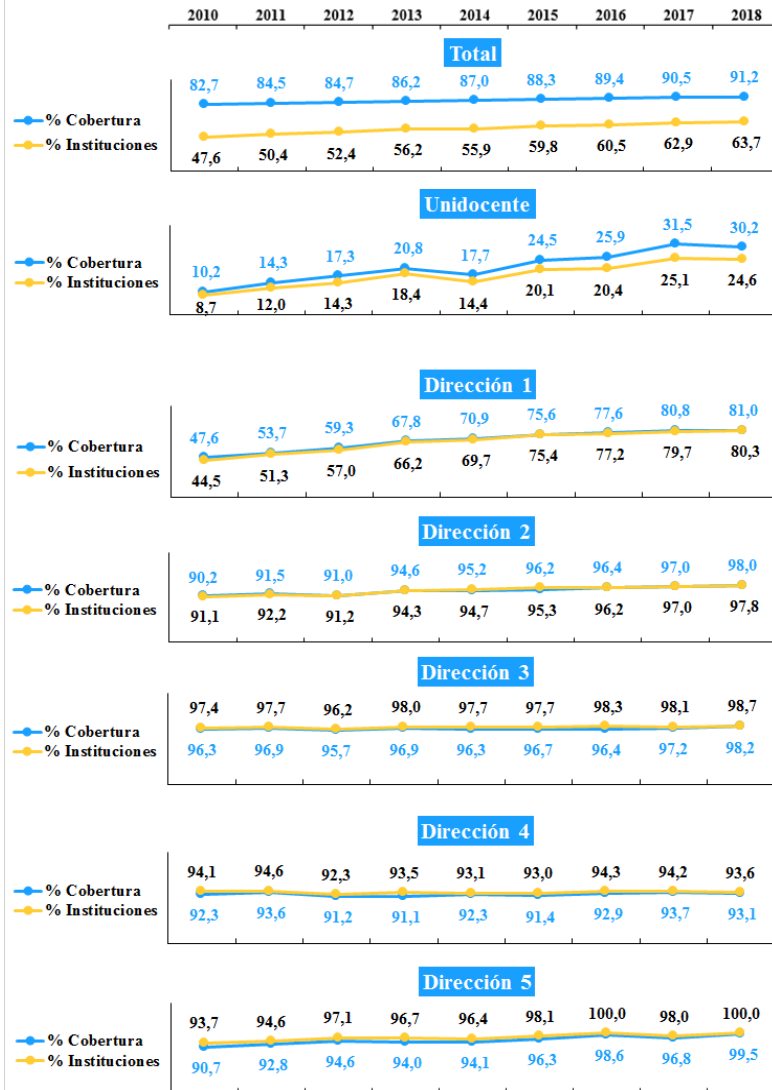 2010 2011 2012 2013 2014 2015 2016 2017 2018
Total
82,7 84,5 84,7 86,2 87,0 88,3 89,4 90,5 91,2
% Cobertura
% Instituciones
47,6 50,4 52,4 56,2 55,9 59,8 60,5 62,9 63,7
Unidocente
10,2 14,3 17,3 20,8 17,7 24,5 25,9 31,5 30,2
% Cobertura
% Instituciones
8,7 12,0 14,3 18,4 14,4 20,1 20,4 25,1 24,6
Dirección 1
47,6 53,7 59,3 67,8 70,9 75,6 77,6 80,8 81,0
% Cobertura
% Instituciones
44,5 51,3 57,0 66,2 69,7 75,4 77,2 79,7 80,3
Dirección 2
90,2 91,5 91,0 94,6 95,2 96,2 96,4 97,0 98,0
% Cobertura
% Instituciones
91,1 92,2 91,2 94,3 94,7 95,3 96,2 97,0 97,8
Dirección 3
97,4 97,7 96,2 98,0 97,7 97,7 98,3 98,1 98,7
% Cobertura
% Instituciones
96,3 96,9 95,7 96,9 96,3 96,7 96,4 97,2 98,2
Dirección 4
94,1 94,6 92,3 93,5 93,1 93,0 94,3 94,2 93,6
% Cobertura
% Instituciones
92,3 93,6 91,2 91,1 92,3 91,4 92,9 93,7 93,1
Dirección 5
93,7 94,6 97,1 96,7 96,4 98,1 100,0 98,0 100,0
% Cobertura
% Instituciones
90,7 92,8 94,6 94,0 94,1 96,3 98,6 96,8 99,5